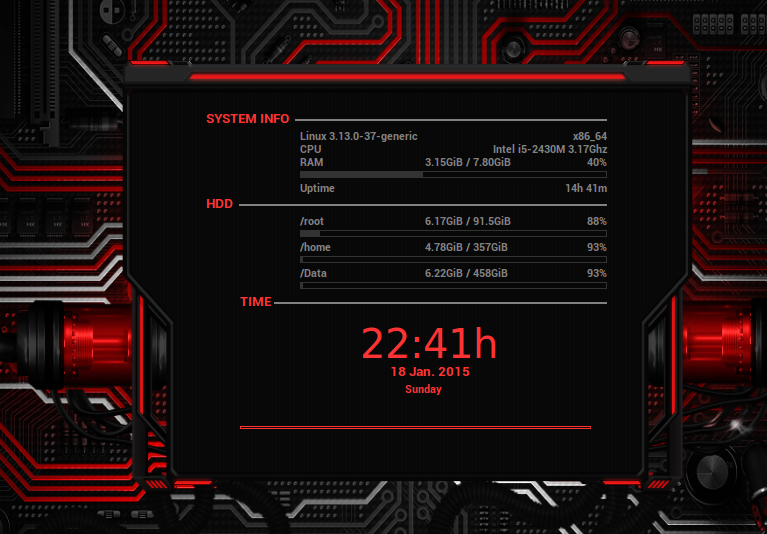 SYSTEM INFO
Linux 3.13.0-37-generic x86_64
CPU Intel i5-2430M 3.17Ghz
RAM 3.15GiB / 7.80GiB 40%
Uptime 14h 41m
HDD
/root 6.17GiB / 91.5GiB 88%
/home 4.78GiB / 357GiB 93%
/Data 6.22GiB / 458GiB 93%
TIME
22:41h
18 Jan. 2015
Sunday